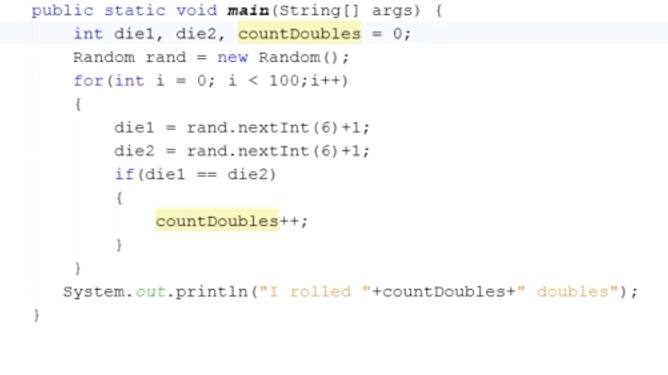 public static void main(String[] args) {
int die1, die2, countDoubles = 0;
Random rand = new Random();
for(int i = 0; i < 100;i++)
{
die1 = rand.nextInt(6)+1;
die2 = rand.nextInt(6)+1;
if(die1 == die2)
{
countDoubles++;
}
}
System.out.println("I rolled "+countDoubles+" doubles");
}